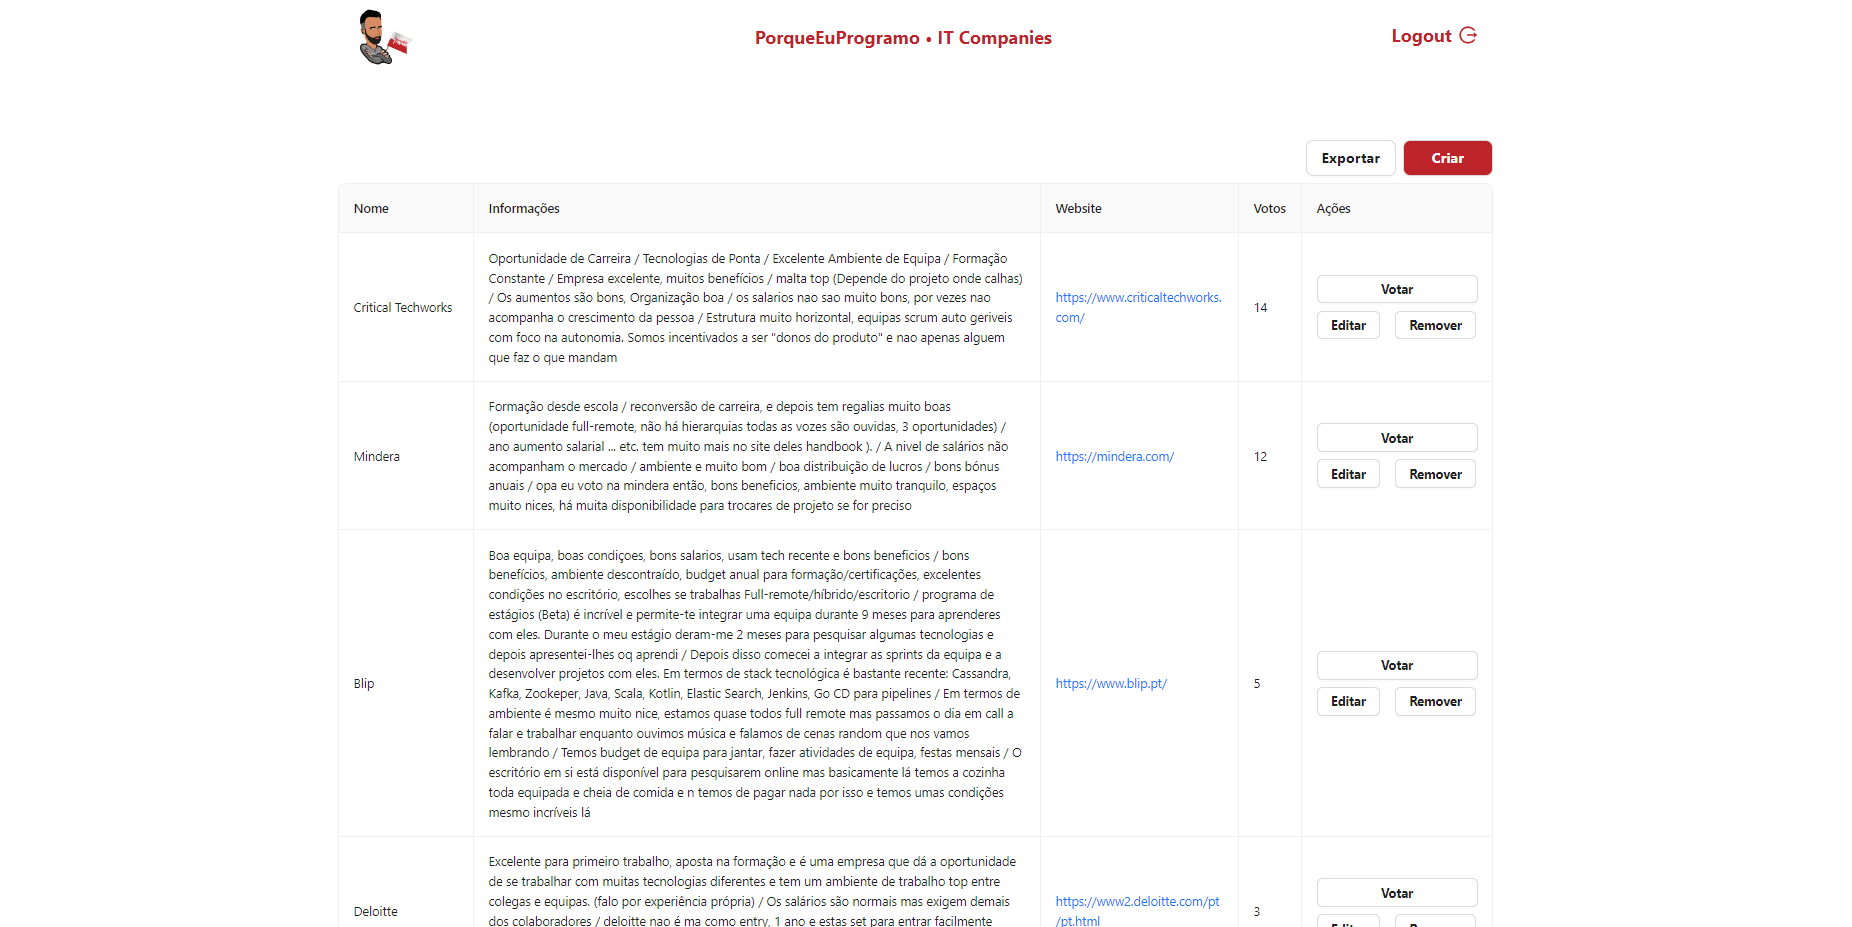 PorqueEuProgramo • IT Companies
Logout
Exportar
Criar
Nome
Informações
Website
Votos
Ações
Critical Techworks
Oportunidade de Carreira / Tecnologias de Ponta / Excelente Ambiente de Equipa / Formação
Constante / Empresa excelente, muitos benefícios / malta top (Depende do projeto onde calhas)
/ Os aumentos são bons, Organização boa / os salarios nao sao muito bons, por vezes nao
acompanha o crescimento da pessoa / Estrutura muito horizontal, equipas scrum auto geriveis
com foco na autonomia. Somos incentivados a ser "donos do produto" e nao apenas alguem
que faz o que mandam
https://www.criticaltechworks.
com/
14
Votar
Editar
Remover
Mindera
Formação desde escola / reconversão de carreira, e depois tem regalias muito boas
(oportunidade full-remote, não há hierarquias todas as vozes são ouvidas, 3 oportunidades) /
ano aumento salarial ... etc. tem muito mais no site deles handbook ). / A nivel de salários não
acompanham o mercado / ambiente e muito bom / boa distribuição de lucros / bons bónus
anuais / opa eu voto na mindera então, bons beneficios, ambiente muito tranquilo, espaços
muito nices, há muita disponibilidade para trocares de projeto se for preciso
https://mindera.com/
12
Votar
Editar
Remover
Blip
Boa equipa, boas condiçoes, bons salarios, usam tech recente e bons beneficios / bons
benefícios, ambiente descontraído, budget anual para formação/certificações, excelentes
condições no escritório, escolhes se trabalhas Full-remote/híbrido/escritorio / programa de
estágios (Beta) é incrível e permite-te integrar uma equipa durante 9 meses para aprenderes
com eles. Durante o meu estágio deram-me 2 meses para pesquisar algumas tecnologias e
depois apresentei-lhes oq aprendi / Depois disso comecei a integrar as sprints da equipa e a
desenvolver projetos com eles. Em termos de stack tecnológica é bastante recente: Cassandra,
Kafka, Zookeper, Java, Scala, Kotlin, Elastic Search, Jenkins, Go CD para pipelines / Em termos de
ambiente é mesmo muito nice, estamos quase todos full remote mas passamos o dia em call a
falar e trabalhar enquanto ouvimos música e falamos de cenas random que nos vamos
lembrando / Temos budget de equipa para jantar, fazer atividades de equipa, festas mensais / O
escritório em si está disponível para pesquisarem online mas basicamente lá temos a cozinha
toda equipada e cheia de comida e n temos de pagar nada por isso e temos umas condições
mesmo incríveis lá
https://www.blip.pt/
5
Votar
Editar
Remover
Deloitte
Excelente para primeiro trabalho, aposta na formação e é uma empresa que dá a oportunidade
de se trabalhar com muitas tecnologias diferentes e tem um ambiente de trabalho top entre
colegas e equipas. (falo por experiência própria) / Os salários são normais mas exigem demais
dos colaboradores / deloitte nao é ma como entry, 1 ano e estas set para entrar facilmente
https://www2.deloitte.com/pt
/pt.html
3
Votar
Editar
Remover